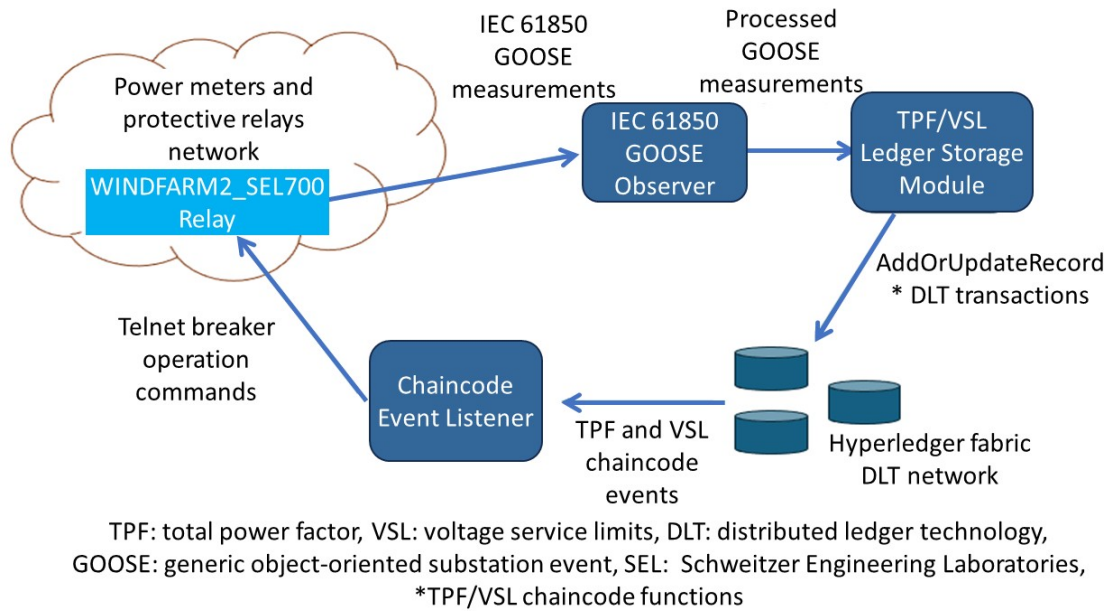 IEC 61850
GOOSE
measurements
Processed
GOOSE
measurements
Power meters and
protective relays
network
WINDFARM2_SEL700
Relay
IEC 61850
GOOSE
Observer
TPF/VSL
Ledger Storage
Module
AddOrUpdateRecord
* DLT transactions
Telnet breaker
operation
commands
Chaincode
Event Listener
TPF and VSL
chaincode
events
Hyperledger fabric
DLT network
TPF: total power factor, VSL: voltage service limits, DLT: distributed ledger technology,
GOOSE: generic object-oriented substation event, SEL: Schweitzer Engineering Laboratories,
*TPF/VSL chaincode functions